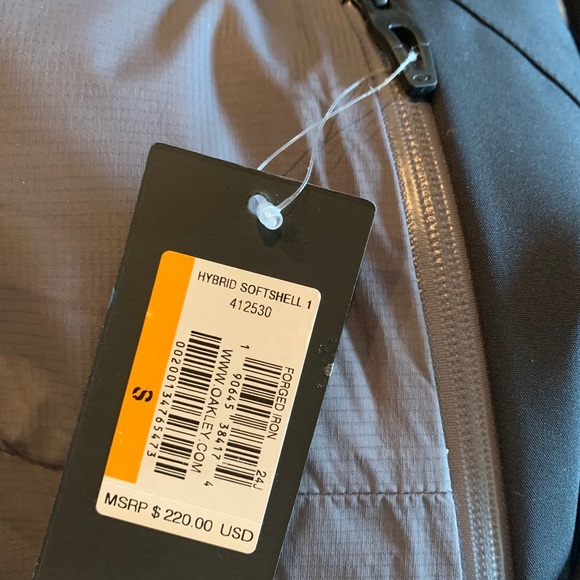 HYBRID SOFTSHELL 1
412530
FORGED IRON 24J
1 90645 38417 4
WWW.OAKLEY.COM
00200134765473
S
MSRP $ 220.00 USD